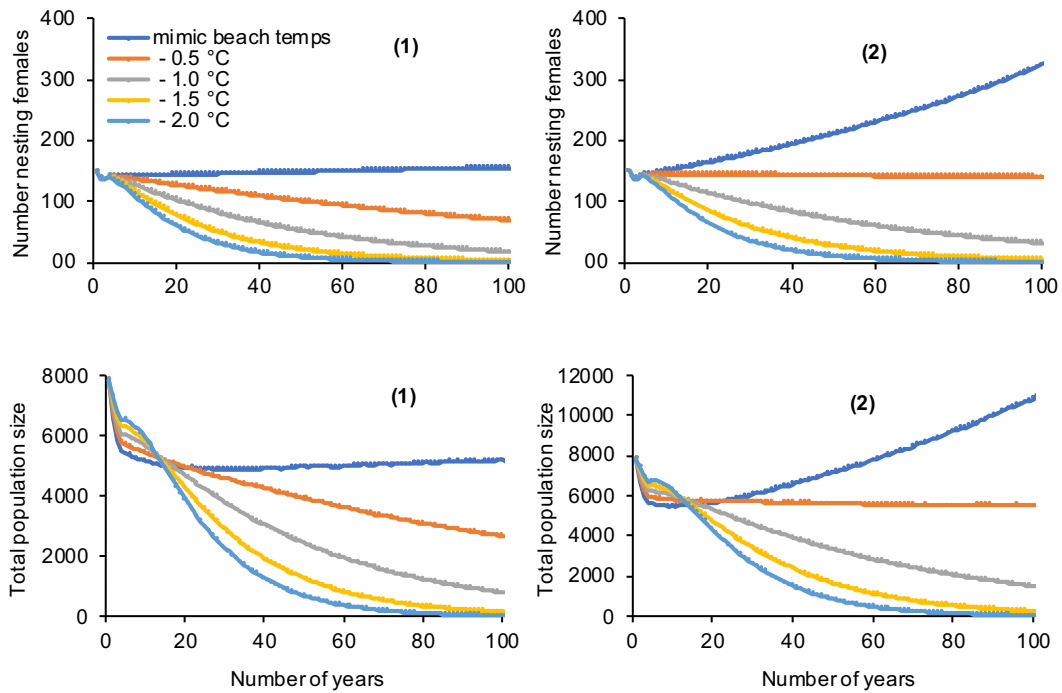 400
300
200
100
00
Number nesting females
mimic beach temps
- 0.5 °C
- 1.0 °C
- 1.5 °C
- 2.0 °C
(1)
0 20 40 60 80 100
400
300
200
100
00
Number nesting females
(2)
0 20 40 60 80 100
8000
6000
4000
2000
0
Total population size
(1)
0 20 40 60 80 100
Number of years
12000
10000
8000
6000
4000
2000
0
Total population size
(2)
0 20 40 60 80 100
Number of years